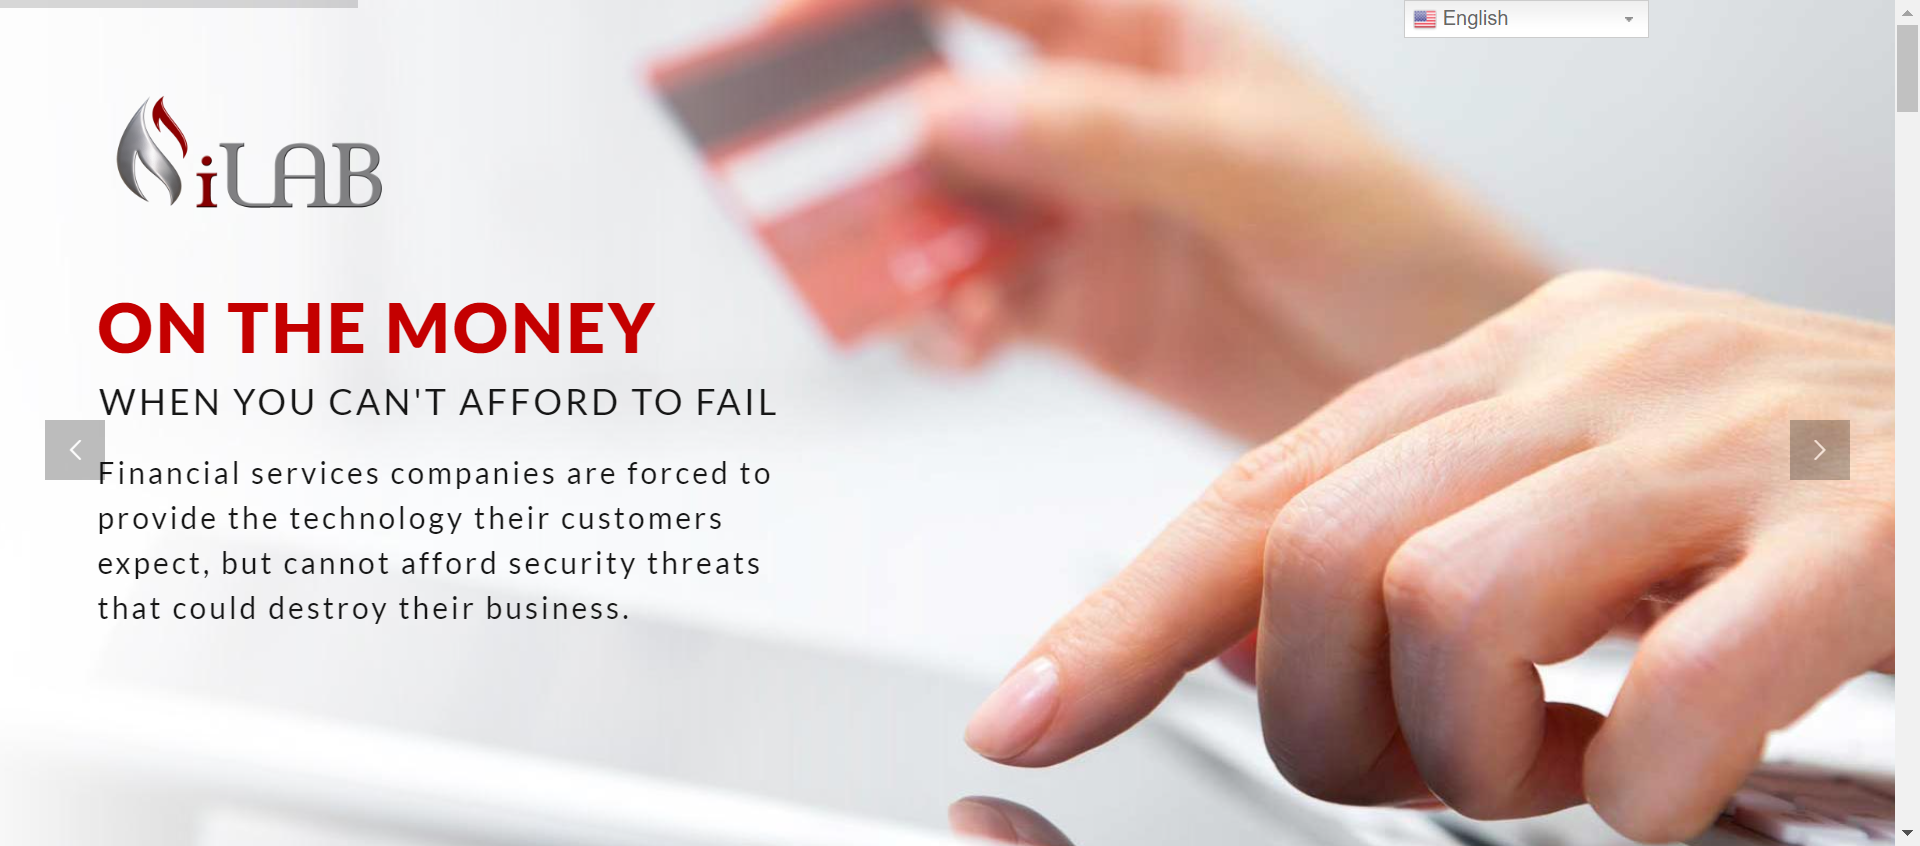 English
iLAB
ON THE MONEY
WHEN YOU CAN'T AFFORD TO FAIL
Financial services companies are forced to
provide the technology their customers
expect, but cannot afford security threats
that could destroy their business.